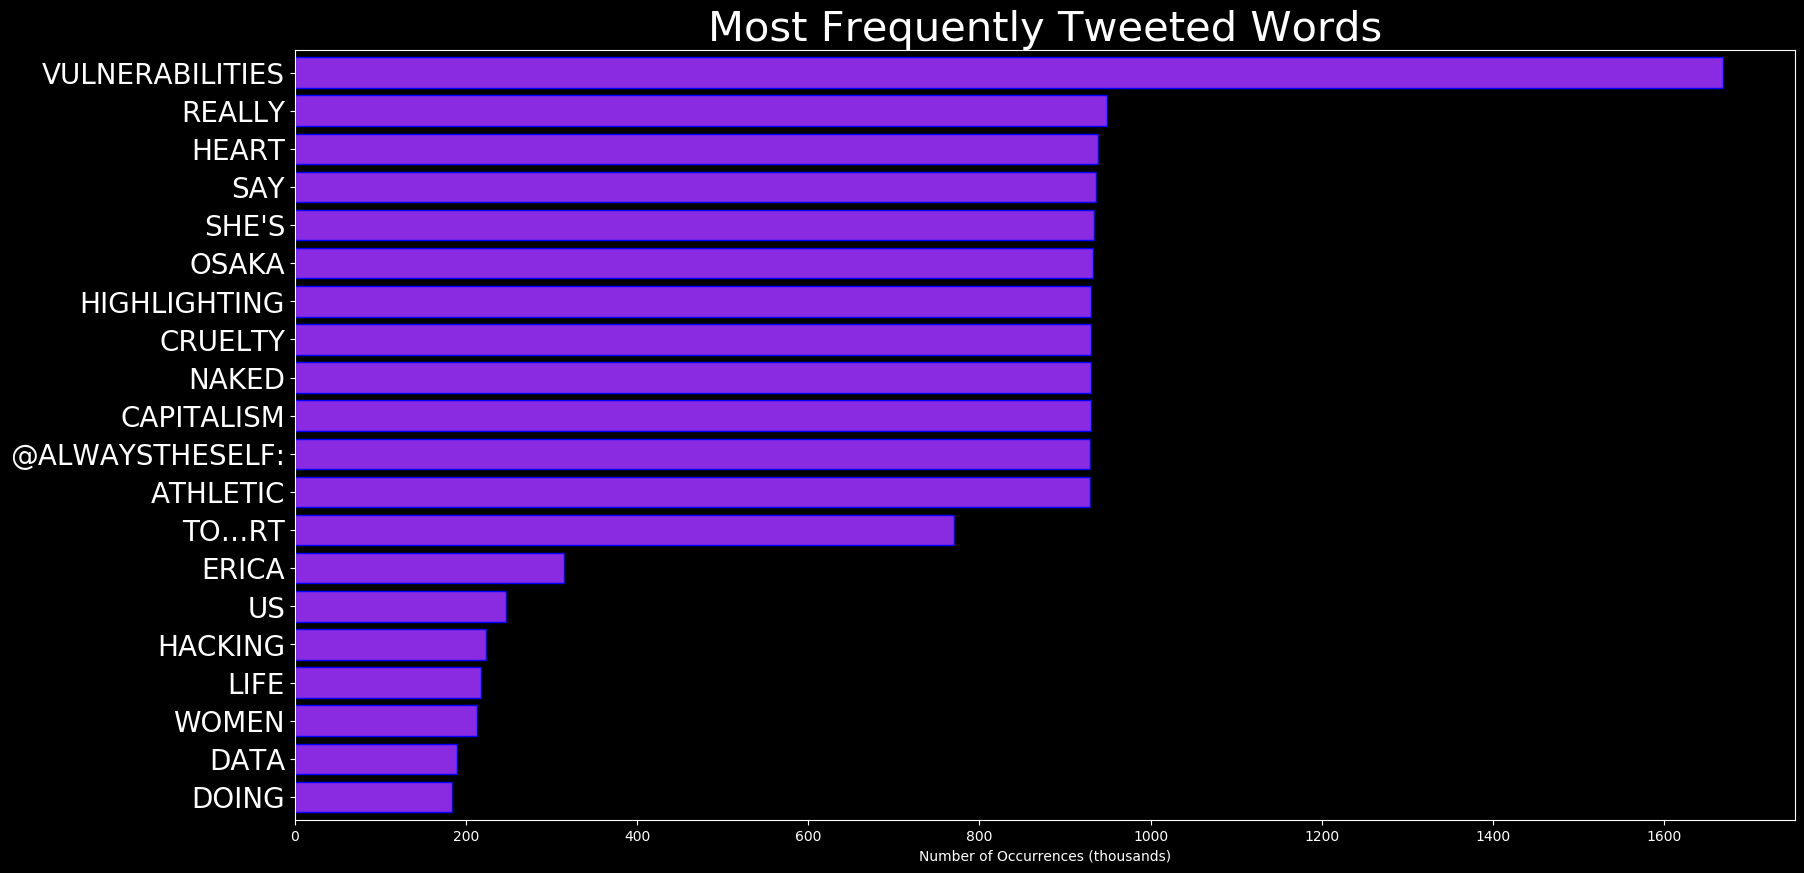 Most Frequently Tweeted Words
VULNERABILITIES
REALLY
HEART
SAY
SHE'S
OSAKA
HIGHLIGHTING
CRUELTY
NAKED
CAPITALISM
@ALWAYSTHESELF:
ATHLETIC
TO…RT
ERICA
US
HACKING
LIFE
WOMEN
DATA
DOING
0 200 400 600 800 1000 1200 1400 1600
Number of Occurrences (thousands)